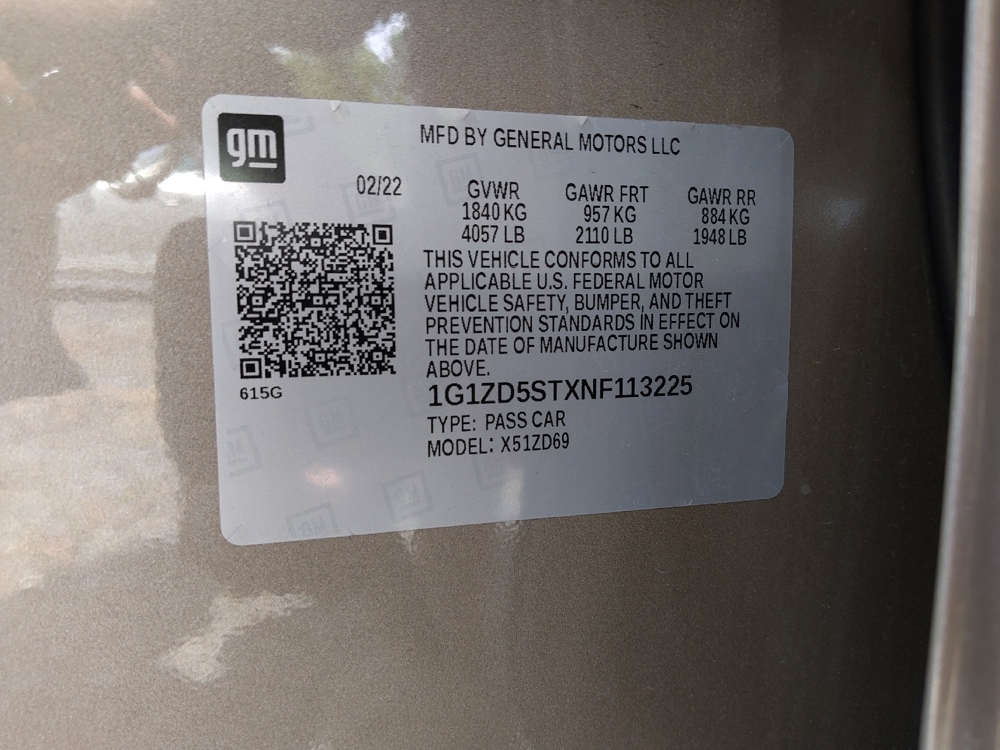 gm
MFD BY GENERAL MOTORS LLC
02/22 GVWR GAWR FRT GAWR RR
1840 KG 957 KG 884 KG
4057 LB 2110 LB 1948 LB
THIS VEHICLE CONFORMS TO ALL
APPLICABLE U.S. FEDERAL MOTOR
VEHICLE SAFETY, BUMPER, AND THEFT
PREVENTION STANDARDS IN EFFECT ON
THE DATE OF MANUFACTURE SHOWN
ABOVE.
615G
1G1ZD5STXNF113225
TYPE: PASS CAR
MODEL: X51ZD69